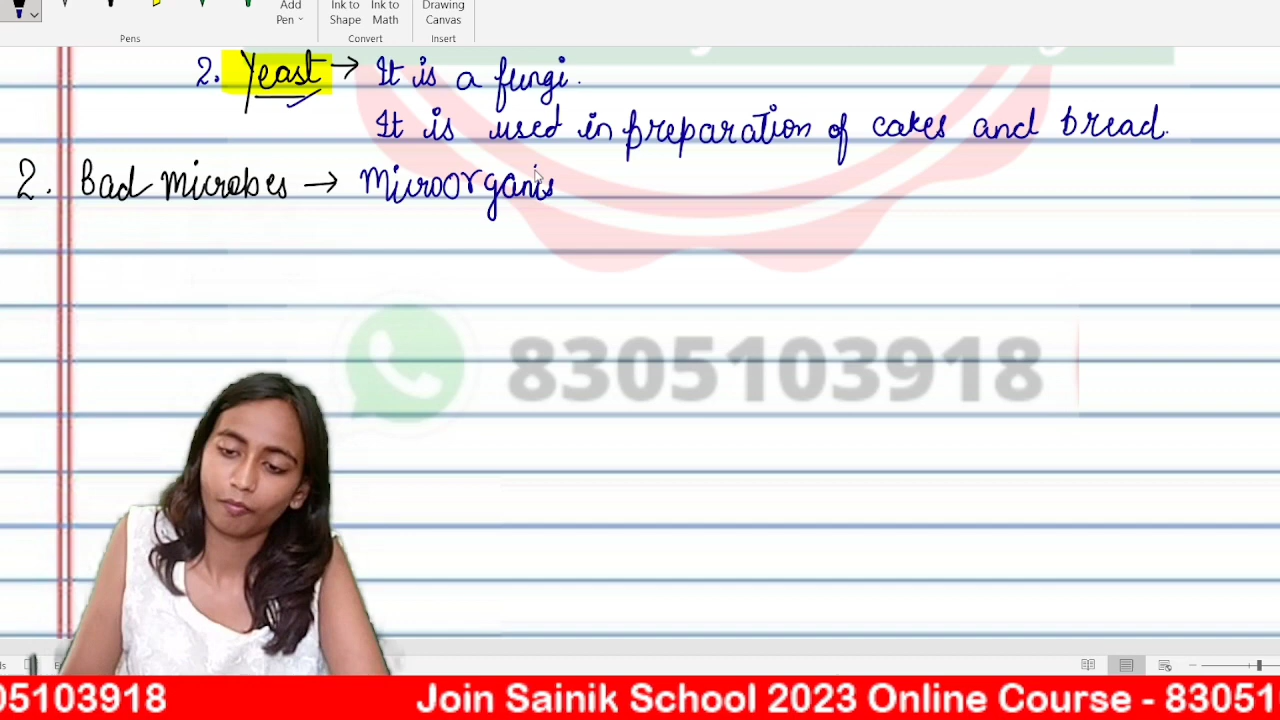 Add
Pen
Ink to
Shape
Ink to
Math
Drawing
Canvas
Pens
Convert
Insert
2. Yeast → It is a fungi.
It is used in preparation of cakes and bread.
2. Bad Microbes → Microorganis
8305103918
05103918 Join Sainik School 2023 Online Course - 83051